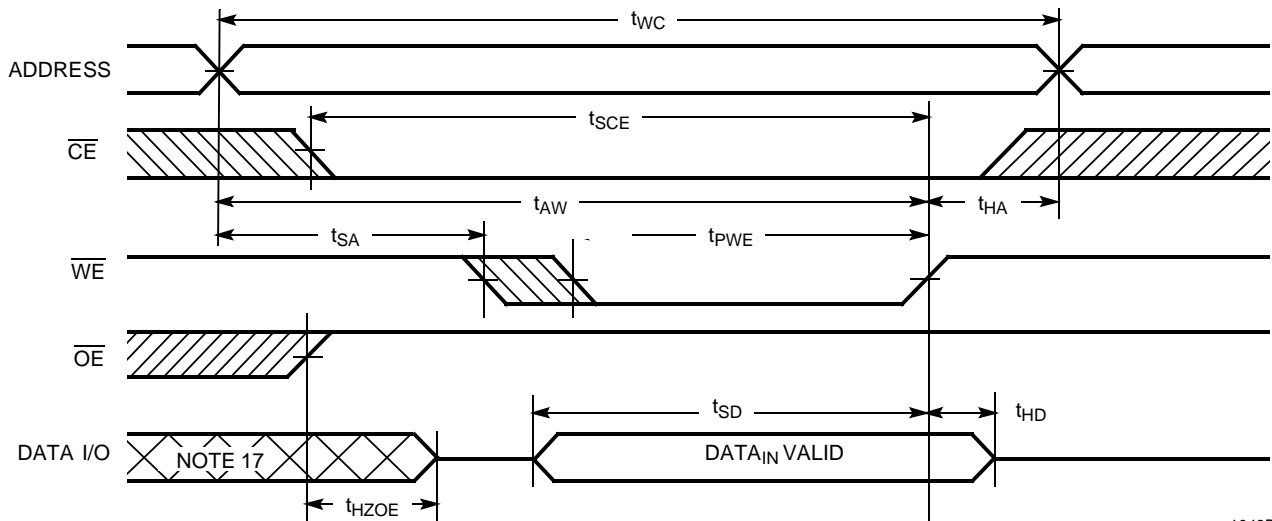 tWC
ADDRESS
tSCE
CE
tAW
tHA
tSA
tPWE
WE
OE
tSD
tHD
DATA I/O
NOTE 17
DATAIN VALID
tHZOE